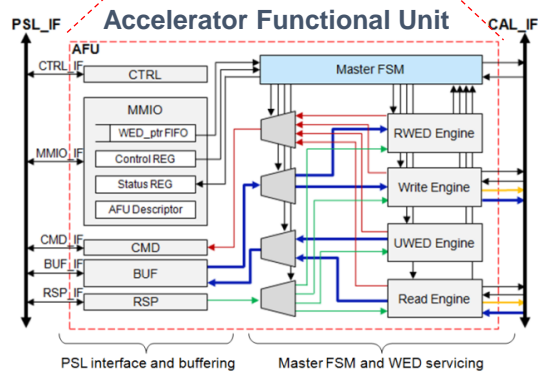 Accelerator Functional Unit
PSL_IF
CAL_IF
AFU
CTRL_IF
CTRL
Master FSM
MMIO
WED_ptr FIFO
RWED Engine
MMIO_IF
Control REG
Status REG
Write Engine
AFU Descriptor
CMD_IF
CMD
UWED Engine
BUF_IF
BUF
RSP_IF
RSP
Read Engine
PSL interface and buffering
Master FSM and WED servicing